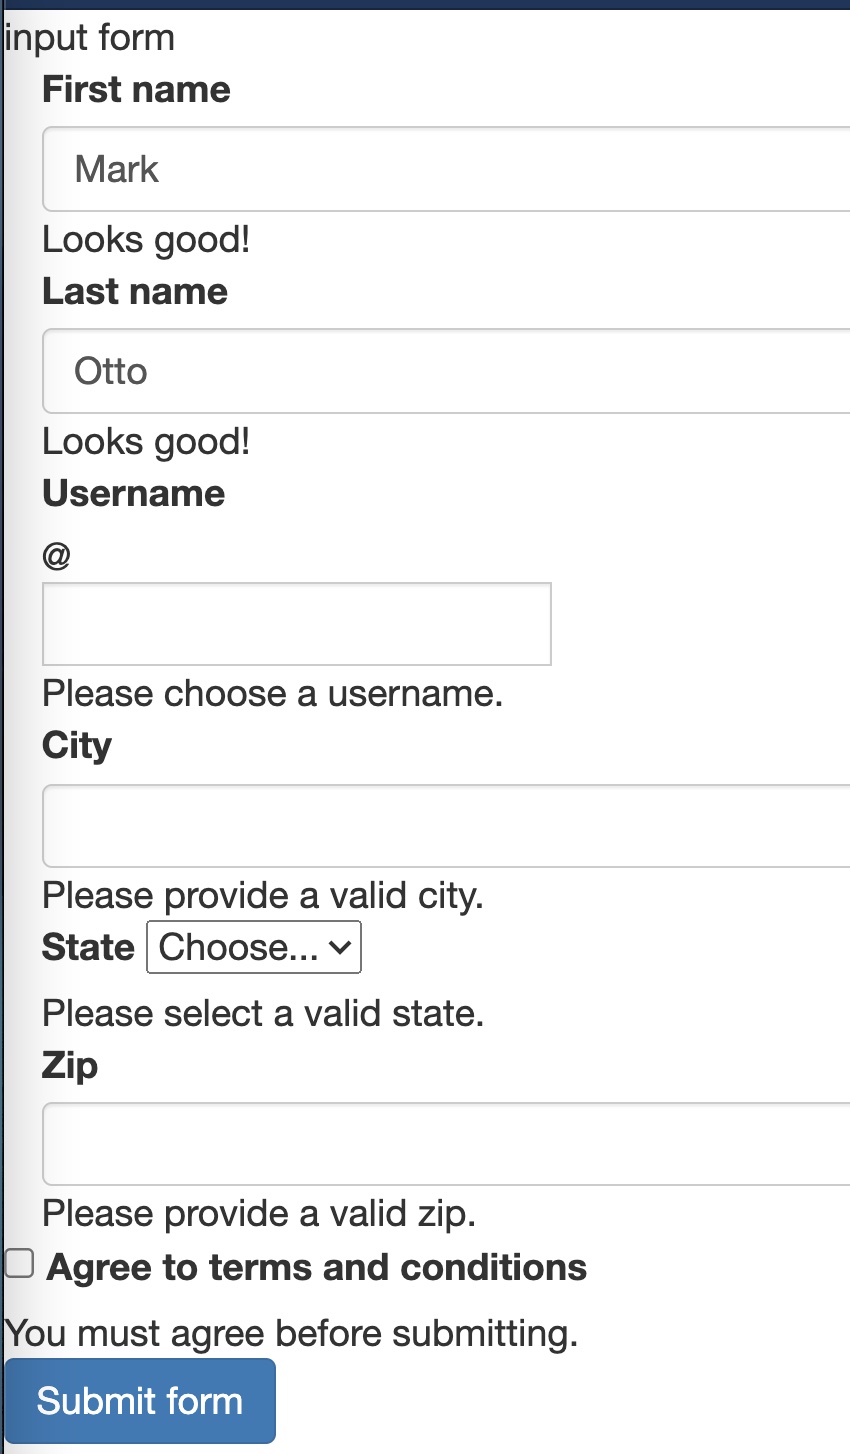 input form
First name
Mark
Looks good!
Last name
Otto
Looks good!
Username
@
Please choose a username.
City
Please provide a valid city.
State Choose...
Please select a valid state.
Zip
Please provide a valid zip.
Agree to terms and conditions
You must agree before submitting.
Submit form